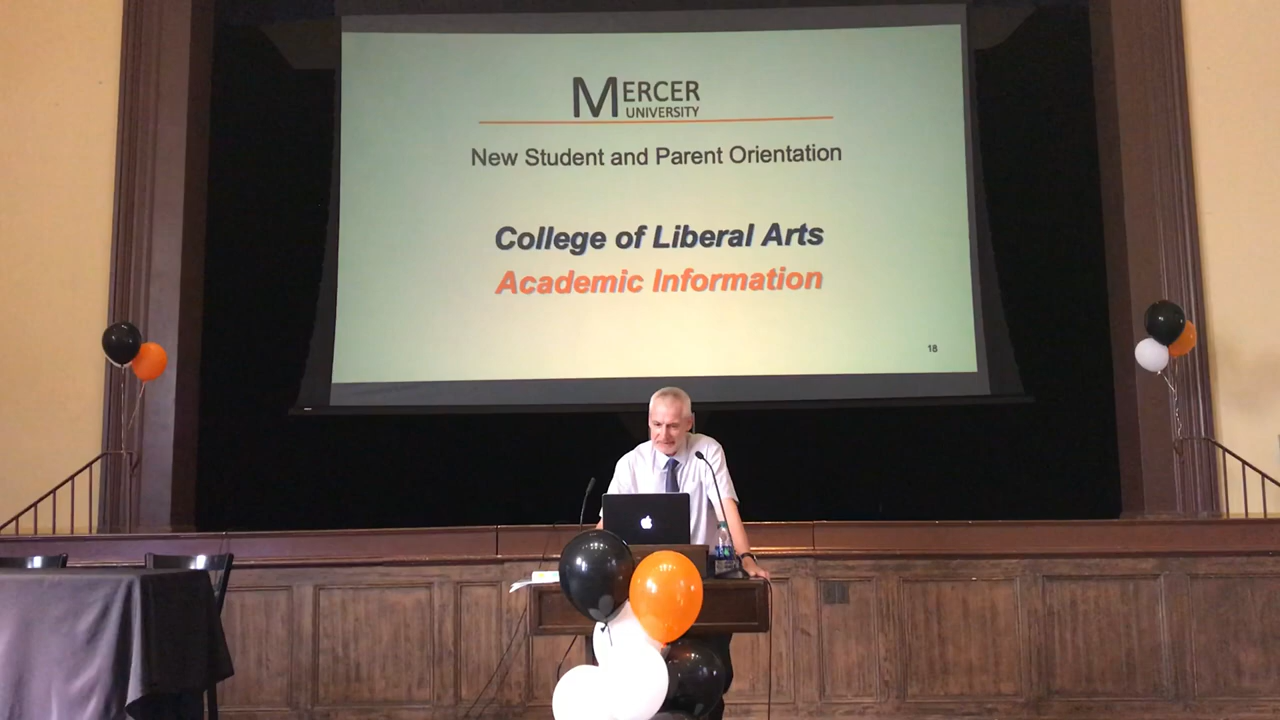 MERCER
UNIVERSITY
New Student and Parent Orientation
College of Liberal Arts
Academic Information
18